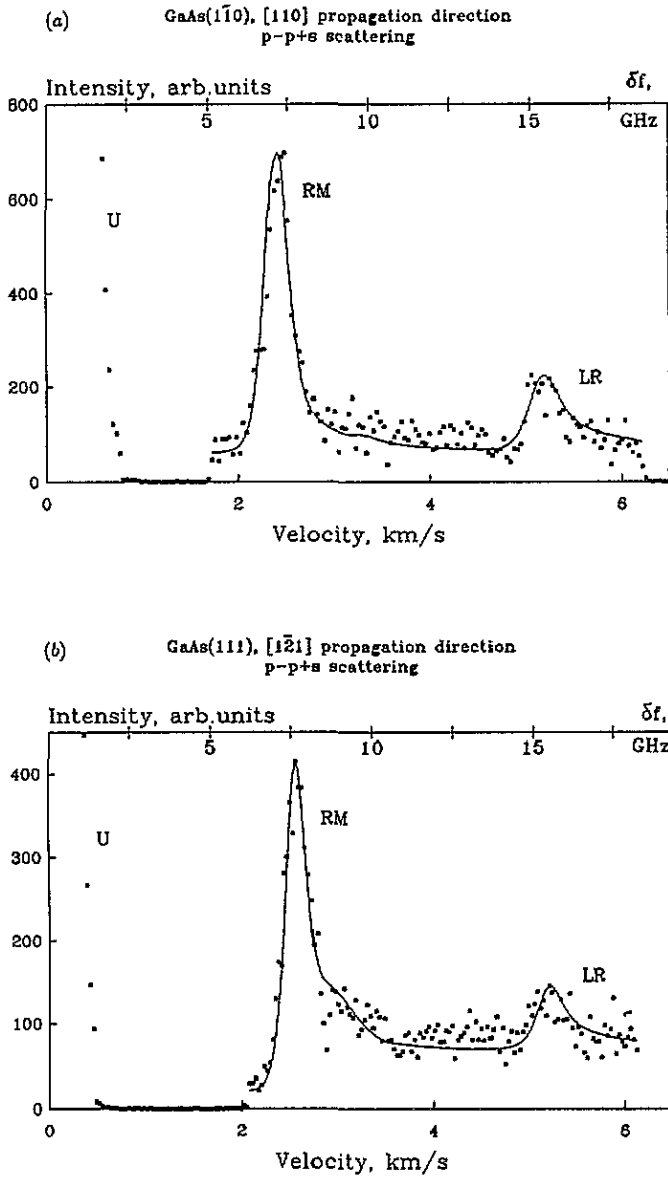 (a) GaAs(11̅0), [110] propagation direction
p−p+s scattering
Intensity, arb.units δf,
GHz
5 10 15
800
600
400
200
0
U
RM
LR
0 2 4 6
Velocity, km/s
(b) GaAs(111), [12̅1] propagation direction
p−p+s scattering
Intensity, arb.units δf,
GHz
5 10 15
400
300
200
100
0
U
RM
LR
0 2 4 6
Velocity, km/s